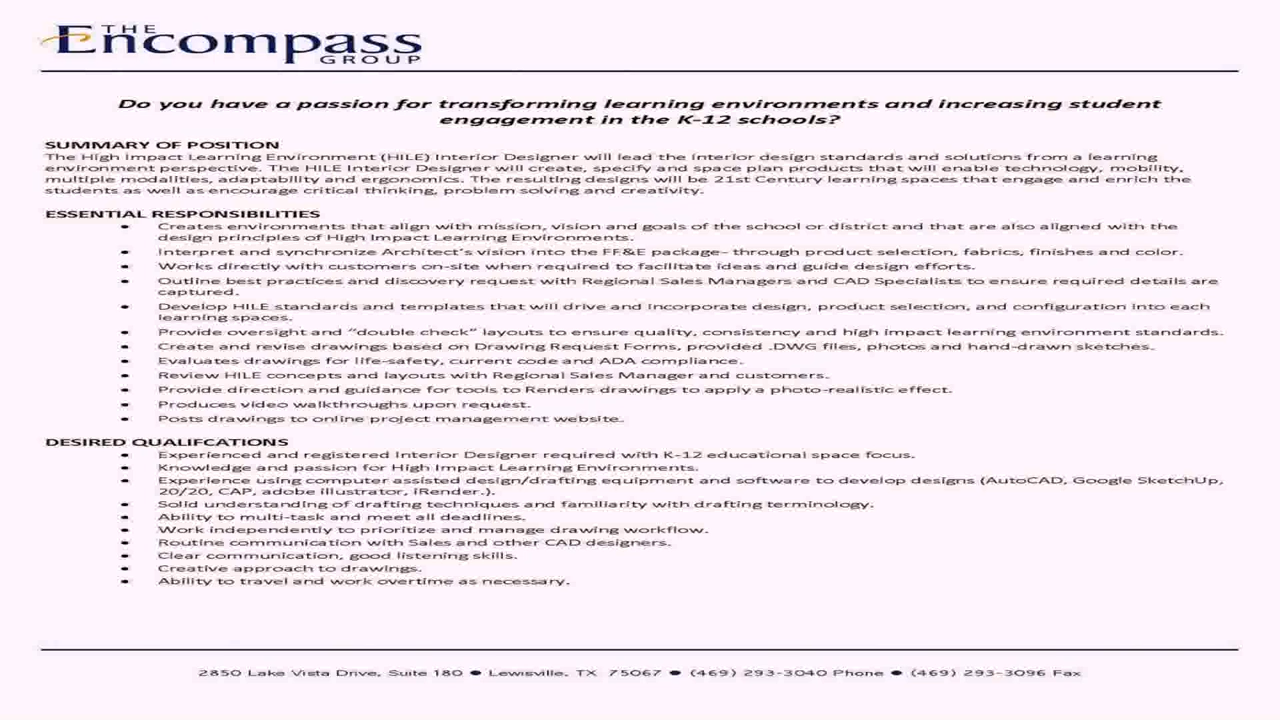 THE
Encompass
GROUP
Do you have a passion for transforming learning environments and increasing student
engagement in the K-12 schools?
SUMMARY OF POSITION
The High Impact Learning Environment (HILE) Interior Designer will lead the interior design standards and solutions from a learning
environment perspective. The HILE Interior Designer will create, specify and space plan products that will enable technology, mobility,
multiple modalities, adaptability and ergonomics. The resulting designs will be 21st Century learning spaces that engage and enrich the
students as well as encourage critical thinking, problem solving and creativity.
ESSENTIAL RESPONSIBILITIES
• Creates environments that align with mission, vision and goals of the school or district and that are also aligned with the
design principles of High Impact Learning Environments.
• Interpret and synchronize Architect's vision into the FF&E package- through product selection, fabrics, finishes and color.
• Works directly with customers on-site when required to facilitate ideas and guide design efforts.
• Outline best practices and discovery request with Regional Sales Managers and CAD Specialists to ensure required details are
captured.
• Develop HILE standards and templates that will drive and incorporate design, product selection, and configuration into each
learning spaces.
• Provide oversight and "double check" layouts to ensure quality, consistency and high impact learning environment standards.
• Create and revise drawings based on Drawing Request Forms, provided .DWG files, photos and hand-drawn sketches.
• Evaluates drawings for life-safety, current code and ADA compliance.
• Review HILE concepts and layouts with Regional Sales Manager and customers.
• Provide direction and guidance for tools to Renders drawings to apply a photo-realistic effect.
• Produces video walkthroughs upon request.
• Posts drawings to online project management website.
DESIRED QUALIFCATIONS
• Experienced and registered Interior Designer required with K-12 educational space focus.
• Knowledge and passion for High Impact Learning Environments.
• Experience using computer assisted design/drafting equipment and software to develop designs (AutoCAD, Google SketchUp,
20/20, CAP, adobe illustrator, iRender.).
• Solid understanding of drafting techniques and familiarity with drafting terminology.
• Ability to multi-task and meet all deadlines.
• Work independently to prioritize and manage drawing workflow.
• Routine communication with Sales and other CAD designers.
• Clear communication, good listening skills.
• Creative approach to drawings.
• Ability to travel and work overtime as necessary.
2850 Lake Vista Drive, Suite 180 ● Lewisville, TX 75067 ● (469) 293-3040 Phone ● (469) 293-3096 Fax